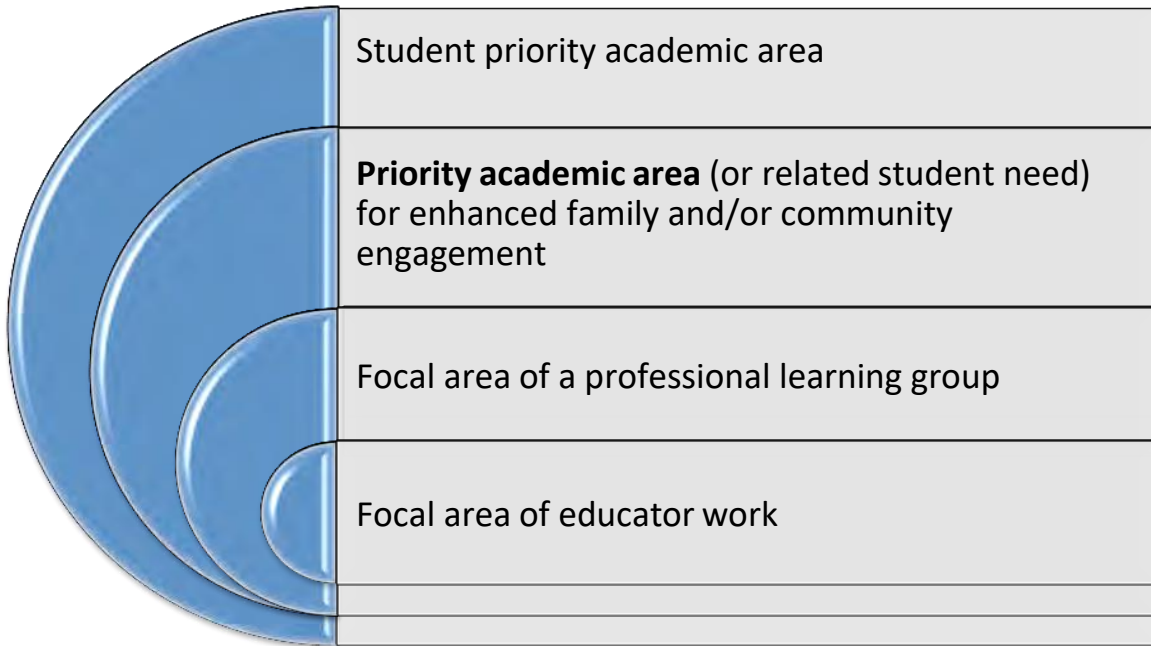 Student priority academic area
Priority academic area (or related student need)
for enhanced family and/or community
engagement
Focal area of a professional learning group
Focal area of educator work